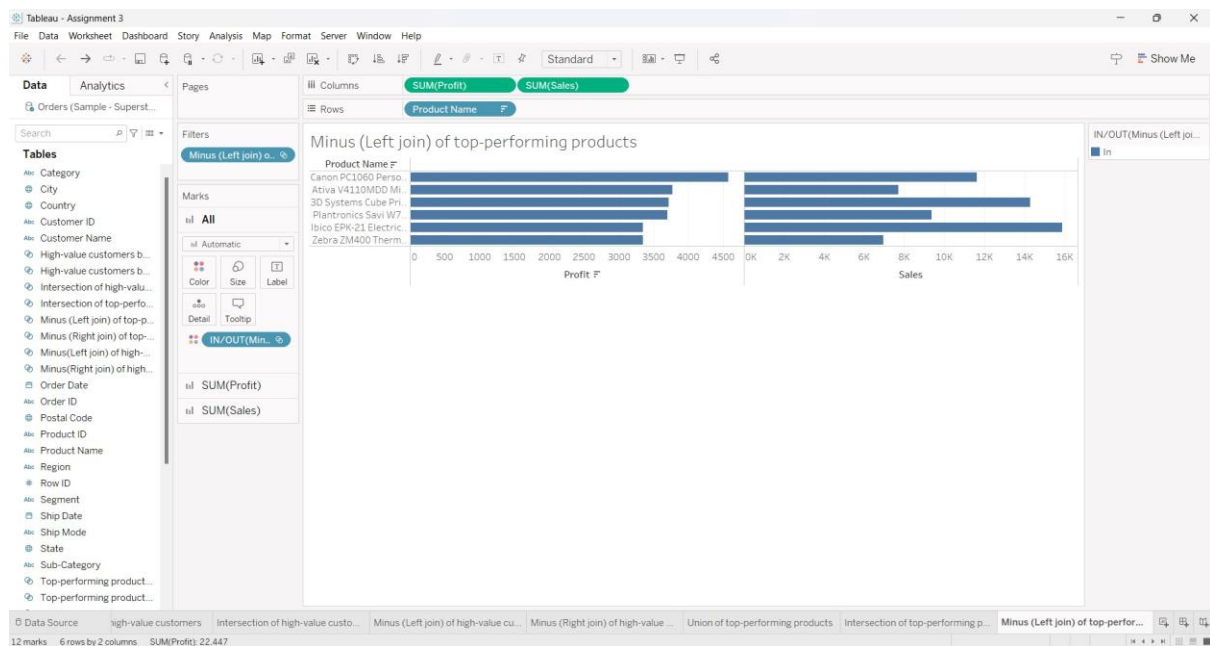 Tableau - Assignment 3
File Data Worksheet Dashboard Story Analysis Map Format Server Window Help
Standard
Show Me
Data Analytics
Orders (Sample - Superst...
Search
Tables
Abc Category
City
Country
Abc Customer ID
Abc Customer Name
High-value customers b...
High-value customers b...
Intersection of high-valu...
Intersection of top-perfo...
Minus (Left join) of top-p...
Minus (Right join) of top-...
Minus(Left join) of high-...
Minus(Right join) of high...
Order Date
Abc Order ID
Postal Code
Abc Product ID
Abc Product Name
Abc Region
# Row ID
Abc Segment
Ship Date
Abc Ship Mode
State
Abc Sub-Category
Top-performing product...
Top-performing product...
Pages
Filters
Minus (Left join) o..
Marks
All
Automatic
Color Size Label
Detail Tooltip
IN/OUT(Min..
SUM(Profit)
SUM(Sales)
Columns SUM(Profit) SUM(Sales)
Rows Product Name
Minus (Left join) of top-performing products
Product Name
Canon PC1060 Perso..
Ativa V4110MDD Mi..
3D Systems Cube Pri..
Plantronics Savi W7..
Ibico EPK-21 Electric..
Zebra ZM400 Therm..
0 500 1000 1500 2000 2500 3000 3500 4000 4500 0K 2K 4K 6K 8K 10K 12K 14K 16K
Profit Sales
IN/OUT(Minus (Left joi...
In
Data Source high-value customers Intersection of high-value custo... Minus (Left join) of high-value cu... Minus (Right join) of high-value ... Union of top-performing products Intersection of top-performing p... Minus (Left join) of top-perfor...
12 marks 6 rows by 2 columns SUM(Profit): 22,447